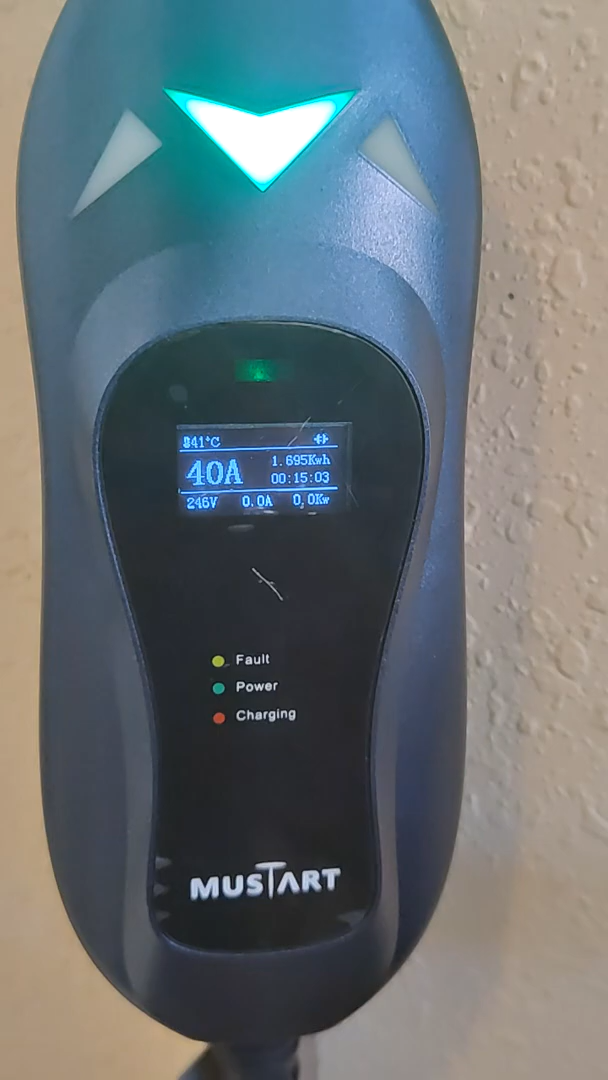 41°C
40A
1.695Kwh
00:15:03
246V 0.0A 0.0Kw
Fault
Power
Charging
MUSTART